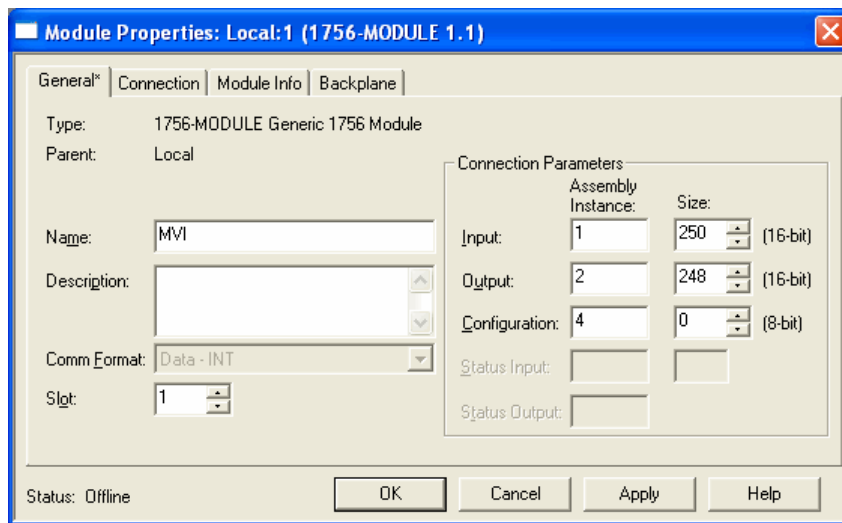 Module Properties: Local:1 (1756-MODULE 1.1)
General* Connection Module Info Backplane
Type: 1756-MODULE Generic 1756 Module
Parent: Local
Connection Parameters
Assembly
Instance: Size:
Name: MVI
Input: 1 250 (16-bit)
Description:
Output: 2 248 (16-bit)
Configuration: 4 0 (8-bit)
Comm Format: Data - INT
Status Input:
Slot: 1
Status Output:
Status: Offline OK Cancel Apply Help